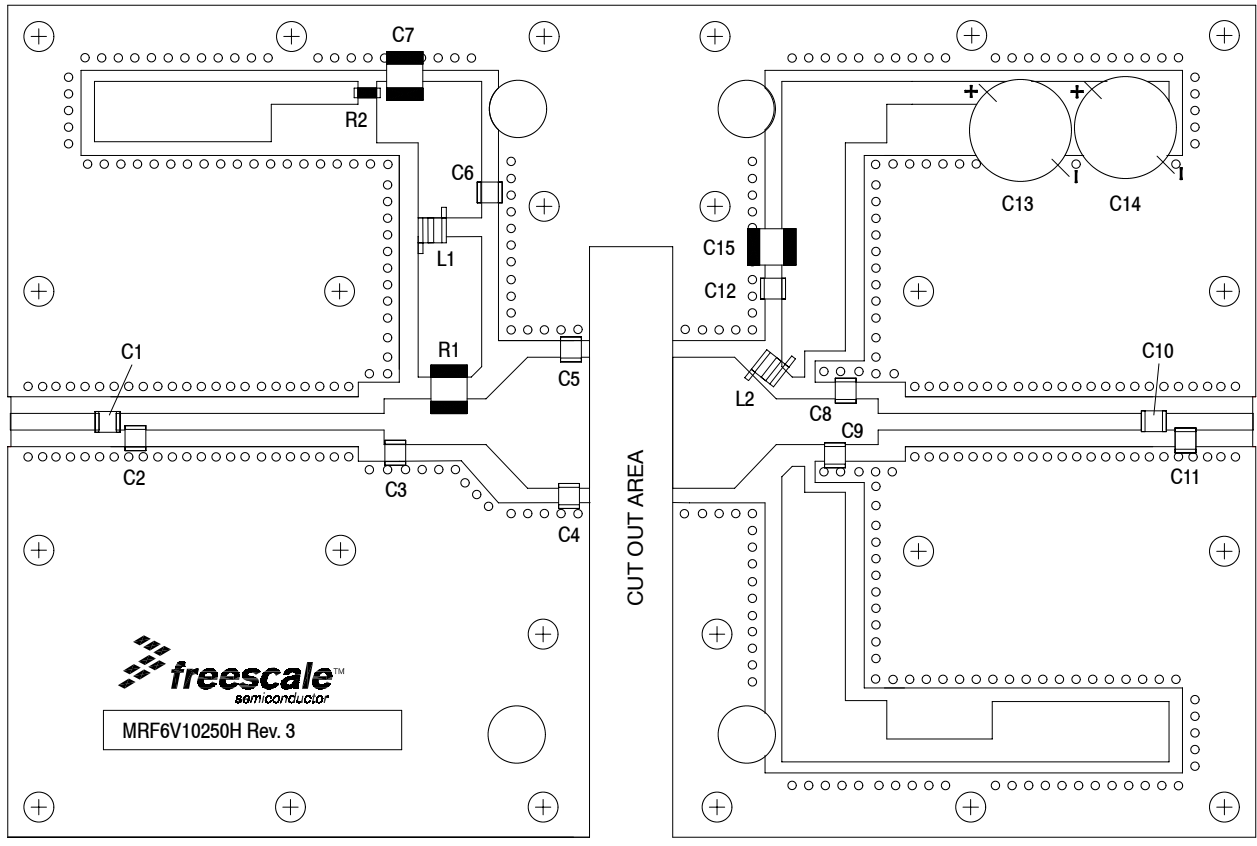 C7
R2
C6
L1
C15
C12
+
+
C13
C14
C1
R1
C5
L2
C8
C10
C2
C3
C4
C9
C11
CUT OUT AREA
freescale™
semiconductor
MRF6V10250H Rev. 3